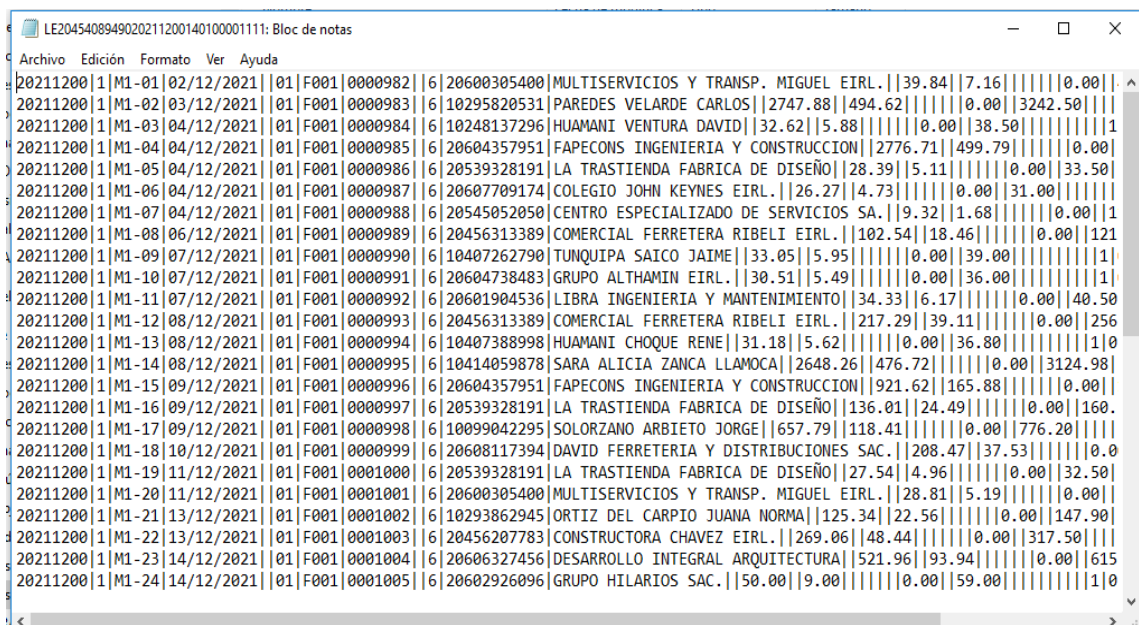 LE2045408949020211200140100001111: Bloc de notas
Archivo Edición Formato Ver Ayuda
20211200|1|M1-01|02/12/2021||01|F001|0000982||6|20600305400|MULTISERVICIOS Y TRANSP. MIGUEL EIRL.||39.84||7.16|||||||0.00||
20211200|1|M1-02|03/12/2021||01|F001|0000983||6|10295820531|PAREDES VELARDE CARLOS||2747.88||494.62|||||||0.00||3242.50||||
20211200|1|M1-03|04/12/2021||01|F001|0000984||6|10248137296|HUAMANI VENTURA DAVID||32.62||5.88|||||||0.00||38.50||||||||||1
20211200|1|M1-04|04/12/2021||01|F001|0000985||6|20604357951|FAPECONS INGENIERIA Y CONSTRUCCION||2776.71||499.79|||||||0.00|
20211200|1|M1-05|04/12/2021||01|F001|0000986||6|20539328191|LA TRASTIENDA FABRICA DE DISEÑO||28.39||5.11|||||||0.00||33.50|
20211200|1|M1-06|04/12/2021||01|F001|0000987||6|20607709174|COLEGIO JOHN KEYNES EIRL.||26.27||4.73|||||||0.00||31.00|||||||
20211200|1|M1-07|04/12/2021||01|F001|0000988||6|20545052050|CENTRO ESPECIALIZADO DE SERVICIOS SA.||9.32||1.68|||||||0.00||1
20211200|1|M1-08|06/12/2021||01|F001|0000989||6|20456313389|COMERCIAL FERRETERA RIBELI EIRL.||102.54||18.46|||||||0.00||121
20211200|1|M1-09|07/12/2021||01|F001|0000990||6|10407262790|TUNQUIPA SAICO JAIME||33.05||5.95|||||||0.00||39.00||||||||||1|
20211200|1|M1-10|07/12/2021||01|F001|0000991||6|20604738483|GRUPO ALTHAMIN EIRL.||30.51||5.49|||||||0.00||36.00||||||||||1|
20211200|1|M1-11|07/12/2021||01|F001|0000992||6|20601904536|LIBRA INGENIERIA Y MANTENIMIENTO||34.33||6.17|||||||0.00||40.50
20211200|1|M1-12|08/12/2021||01|F001|0000993||6|20456313389|COMERCIAL FERRETERA RIBELI EIRL.||217.29||39.11|||||||0.00||256
20211200|1|M1-13|08/12/2021||01|F001|0000994||6|10407388998|HUAMANI CHOQUE RENE||31.18||5.62|||||||0.00||36.80||||||||||1|0
20211200|1|M1-14|08/12/2021||01|F001|0000995||6|10414059878|SARA ALICIA ZANCA LLAMOCA||2648.26||476.72|||||||0.00||3124.98|
20211200|1|M1-15|09/12/2021||01|F001|0000996||6|20604357951|FAPECONS INGENIERIA Y CONSTRUCCION||921.62||165.88|||||||0.00||
20211200|1|M1-16|09/12/2021||01|F001|0000997||6|20539328191|LA TRASTIENDA FABRICA DE DISEÑO||136.01||24.49|||||||0.00||160.
20211200|1|M1-17|09/12/2021||01|F001|0000998||6|10099042295|SOLORZANO ARBIETO JORGE||657.79||118.41|||||||0.00||776.20|||||
20211200|1|M1-18|10/12/2021||01|F001|0000999||6|20608117394|DAVID FERRETERIA Y DISTRIBUCIONES SAC.||208.47||37.53|||||||0.0
20211200|1|M1-19|11/12/2021||01|F001|0001000||6|20539328191|LA TRASTIENDA FABRICA DE DISEÑO||27.54||4.96|||||||0.00||32.50|
20211200|1|M1-20|11/12/2021||01|F001|0001001||6|20600305400|MULTISERVICIOS Y TRANSP. MIGUEL EIRL.||28.81||5.19|||||||0.00||
20211200|1|M1-21|13/12/2021||01|F001|0001002||6|10293862945|ORTIZ DEL CARPIO JUANA NORMA||125.34||22.56|||||||0.00||147.90|
20211200|1|M1-22|13/12/2021||01|F001|0001003||6|20456207783|CONSTRUCTORA CHAVEZ EIRL.||269.06||48.44|||||||0.00||317.50||||
20211200|1|M1-23|14/12/2021||01|F001|0001004||6|20606327456|DESARROLLO INTEGRAL ARQUITECTURA||521.96||93.94|||||||0.00||615
20211200|1|M1-24|14/12/2021||01|F001|0001005||6|20602926096|GRUPO HILARIOS SAC.||50.00||9.00|||||||0.00||59.00||||||||||1|0